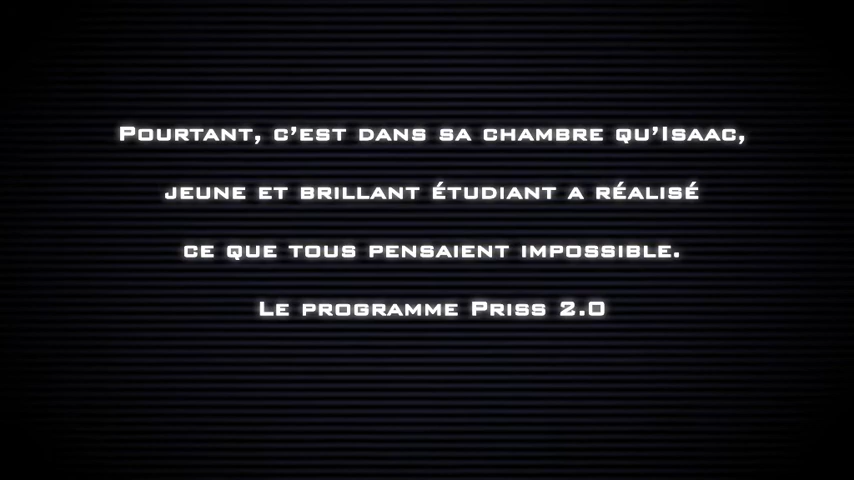 Pourtant, c'est dans sa chambre qu'Isaac,
jeune et brillant étudiant a réalisé
ce que tous pensaient impossible.
Le programme Priss 2.0